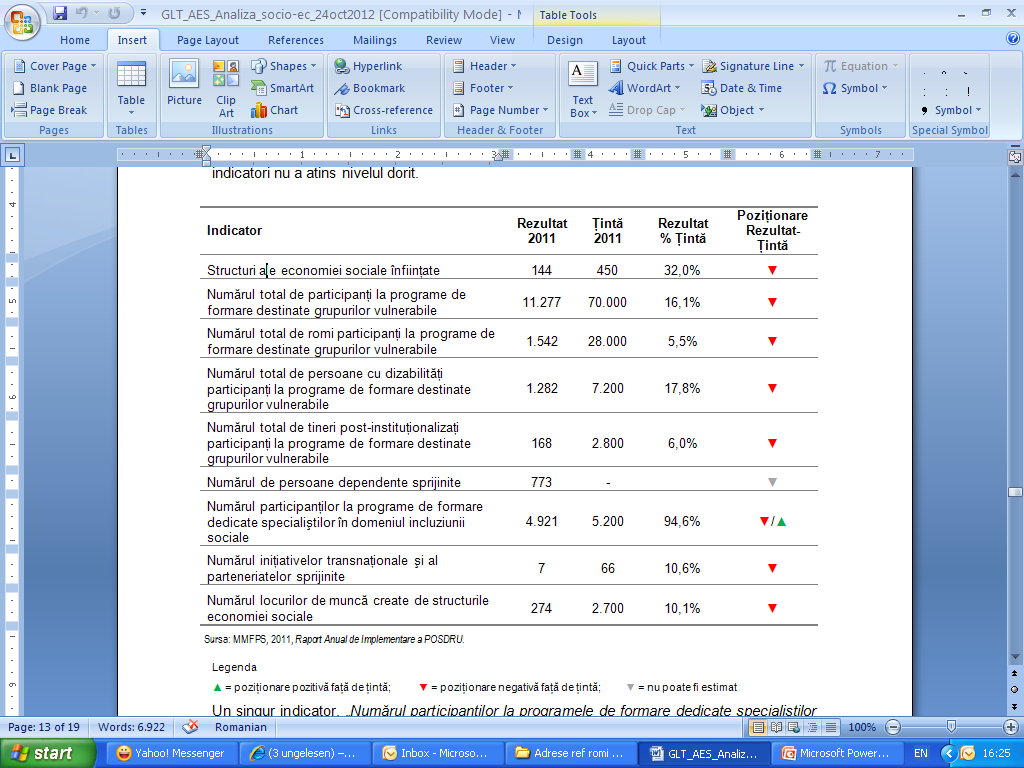 GLT_AES_Analiza_socio-ec_24oct2012 [Compatibility Mode] - M
Table Tools
Home Insert Page Layout References Mailings Review View Design Layout
Cover Page
Blank Page
Page Break
Pages
Table
Tables
Picture
Clip
Art
Shapes
SmartArt
Chart
Illustrations
Hyperlink
Bookmark
Cross-reference
Links
Header
Footer
Page Number
Header & Footer
Text
Box
Quick Parts
WordArt
Drop Cap
Signature Line
Date & Time
Object
Text
Equation
Symbol
Symbols
Symbol
Special Symbol
1 2 3 4 5 6 7
indicatori nu a atins nivelul dorit.
Indicator
Rezultat
2011
Țintă
2011
Rezultat
% Țintă
Poziționare
Rezultat-
Țintă
Structuri ale economiei sociale înființate
144 450 32,0% ▼
Numărul total de participanți la programe de
formare destinate grupurilor vulnerabile
11.277 70.000 16,1% ▼
Numărul total de romi participanți la programe de
formare destinate grupurilor vulnerabile
1.542 28.000 5,5% ▼
Numărul total de persoane cu dizabilități
participanți la programe de formare destinate
grupurilor vulnerabile
1.282 7.200 17,8% ▼
Numărul total de tineri post-instituționalizați
participanți la programe de formare destinate
grupurilor vulnerabile
168 2.800 6,0% ▼
Numărul de persoane dependente sprijinite
773 - ▼
Numărul participanților la programe de formare
dedicate specialiștilor în domeniul incluziunii
sociale
4.921 5.200 94,6% ▼/▲
Numărul inițiativelor transnaționale şi al
parteneriatelor sprijinite
7 66 10,6% ▼
Numărul locurilor de muncă create de structurile
economiei sociale
274 2.700 10,1% ▼
Sursa: MMFPS, 2011, Raport Anual de Implementare a POSDRU.
Legenda
▲ = poziționare pozitivă față de țintă; ▼ = poziționare negativă față de țintă; ▼ = nu poate fi estimat
Un singur indicator, „Numărul participanților la programele de formare dedicate specialiștilor
Page: 13 of 19 Words: 6.922 Romanian 100%
start Yahoo! Messenger (3 ungelesen) –... Inbox - Microso... Adrese ref romi ... GLT_AES_Analiz... Microsoft Power... EN 16:25